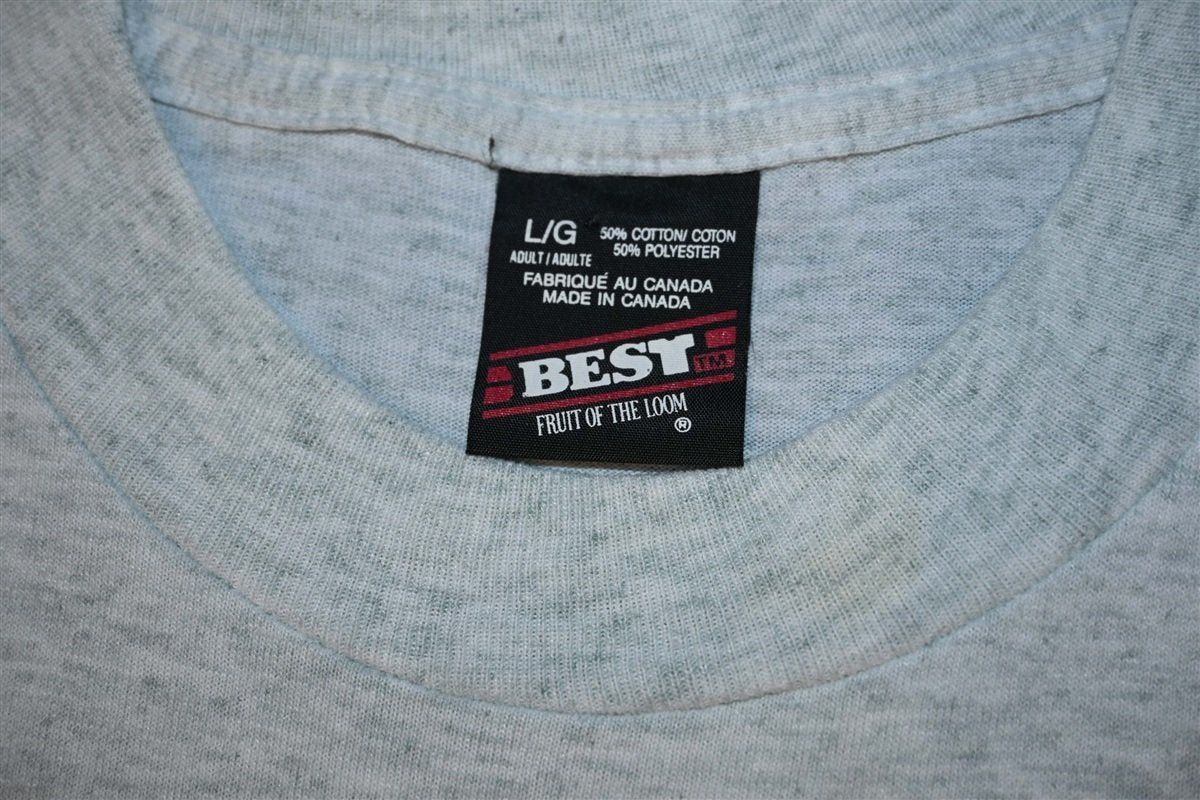 L/G
ADULT / ADULTE
50% COTTON/ COTON
50% POLYESTER
FABRIQUÉ AU CANADA
MADE IN CANADA
BEST TM
FRUIT OF THE LOOM
®